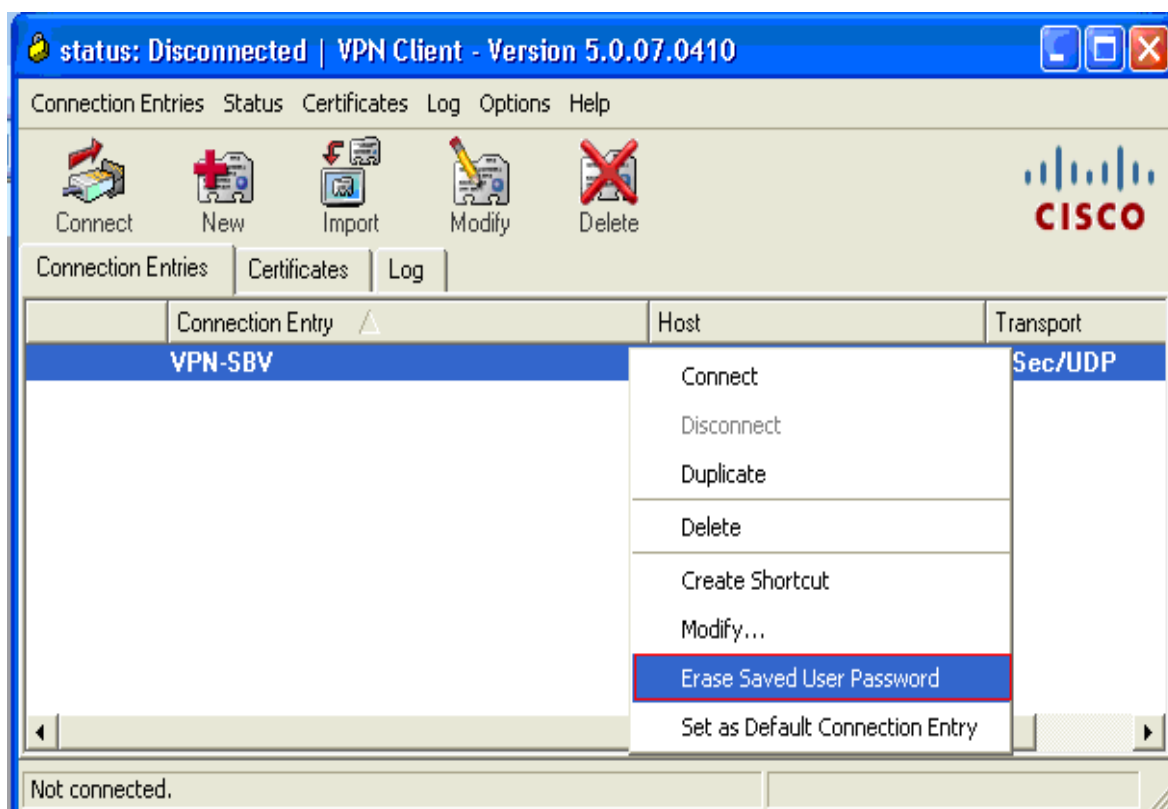 status: Disconnected | VPN Client - Version 5.0.07.0410
Connection Entries Status Certificates Log Options Help
Connect New Import Modify Delete
CISCO
Connection Entries Certificates Log
Connection Entry Host Transport
VPN-SBV Sec/UDP
Connect
Disconnect
Duplicate
Delete
Create Shortcut
Modify...
Erase Saved User Password
Set as Default Connection Entry
Not connected.